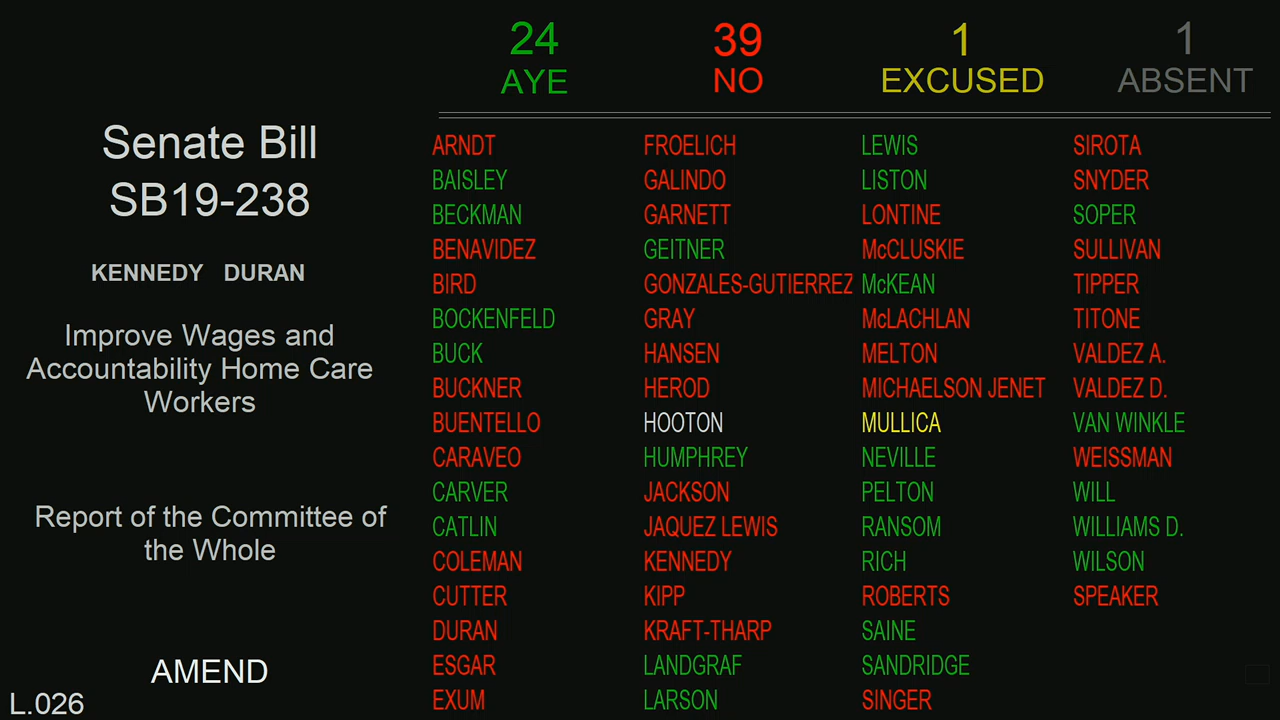 24 39 1 1
AYE NO EXCUSED ABSENT
Senate Bill
SB19-238
KENNEDY DURAN
Improve Wages and
Accountability Home Care
Workers
Report of the Committee of
the Whole
AMEND
L.026
ARNDT FROELICH LEWIS SIROTA
BAISLEY GALINDO LISTON SNYDER
BECKMAN GARNETT LONTINE SOPER
BENAVIDEZ GEITNER McCLUSKIE SULLIVAN
BIRD GONZALES-GUTIERREZ McKEAN TIPPER
BOCKENFELD GRAY McLACHLAN TITONE
BUCK HANSEN MELTON VALDEZ A.
BUCKNER HEROD MICHAELSON JENET VALDEZ D.
BUENTELLO HOOTON MULLICA VAN WINKLE
CARAVEO HUMPHREY NEVILLE WEISSMAN
CARVER JACKSON PELTON WILL
CATLIN JAQUEZ LEWIS RANSOM WILLIAMS D.
COLEMAN KENNEDY RICH WILSON
CUTTER KIPP ROBERTS SPEAKER
DURAN KRAFT-THARP SAINE
ESGAR LANDGRAF SANDRIDGE
EXUM LARSON SINGER